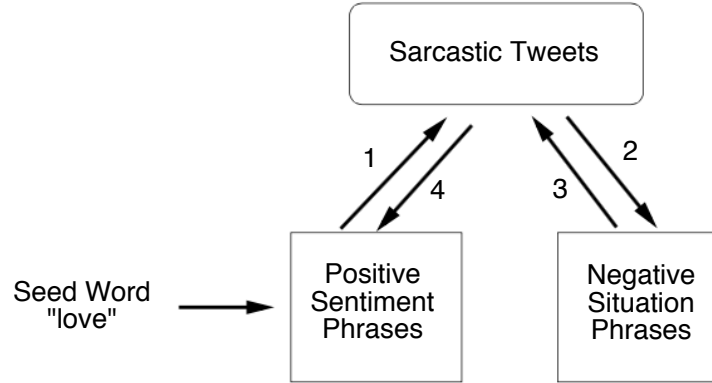 Sarcastic Tweets
1
4
3
2
Seed Word
"love"
Positive
Sentiment
Phrases
Negative
Situation
Phrases